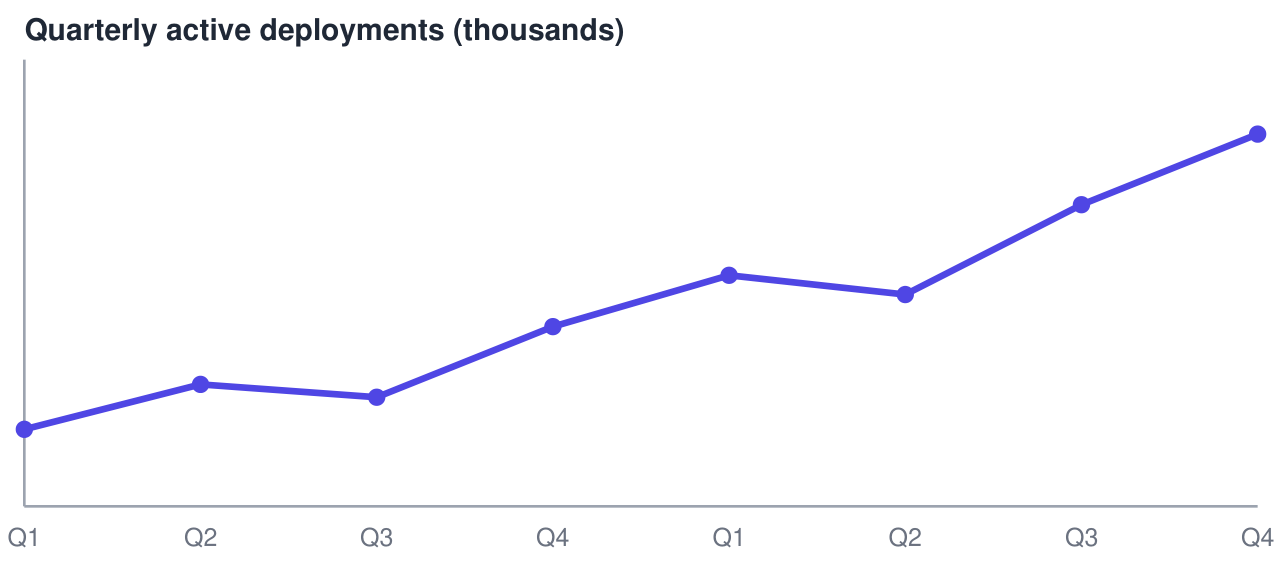 Quarterly active deployments (thousands)
Q1 Q2 Q3 Q4 Q1 Q2 Q3 Q4